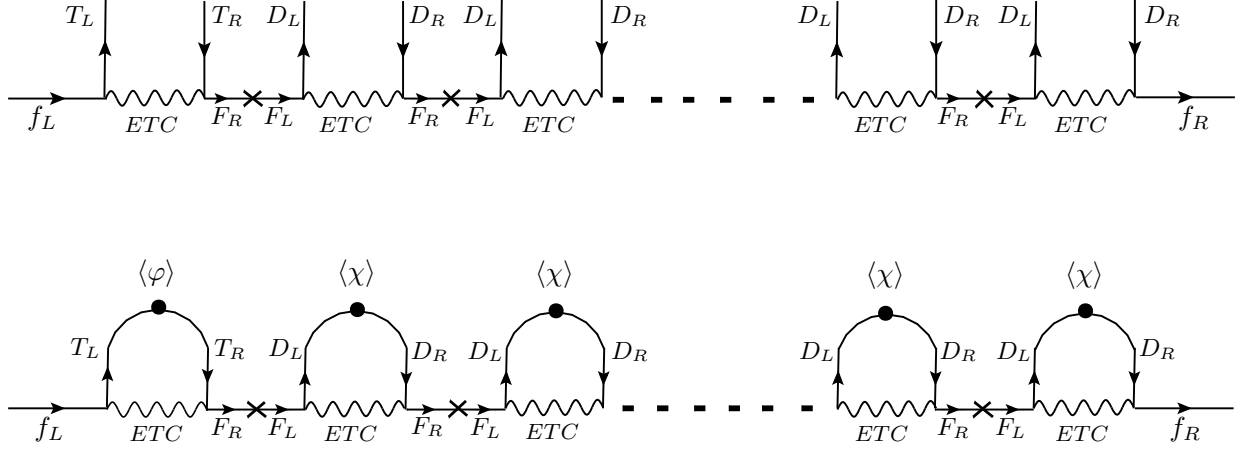 T_L T_R D_L D_R D_L D_R D_L D_R D_L D_R
f_L ETC F_R F_L ETC F_R F_L ETC ETC F_R F_L ETC f_R
⟨φ⟩ ⟨χ⟩ ⟨χ⟩ ⟨χ⟩ ⟨χ⟩
T_L T_R D_L D_R D_L D_R D_L D_R D_L D_R
f_L ETC F_R F_L ETC F_R F_L ETC ETC F_R F_L ETC f_R